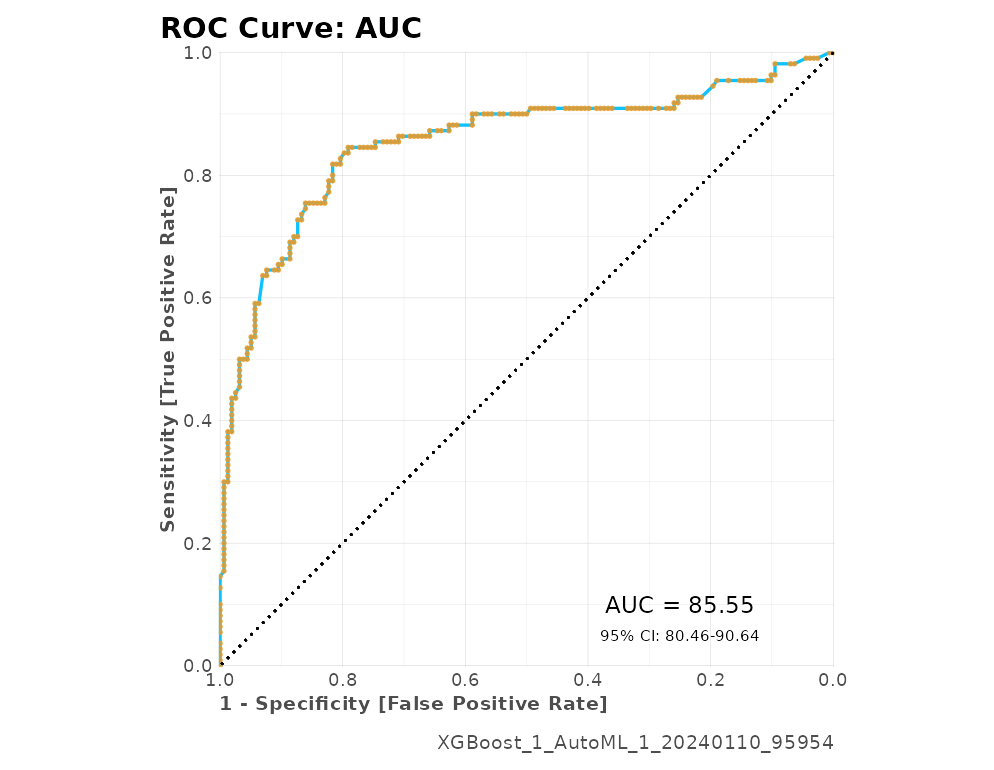 ROC Curve: AUC
Sensitivity [True Positive Rate]
1.0
0.8
0.6
0.4
0.2
0.0
AUC = 85.55
95% CI: 80.46-90.64
1.0 0.8 0.6 0.4 0.2 0.0
1 - Specificity [False Positive Rate]
XGBoost_1_AutoML_1_20240110_95954